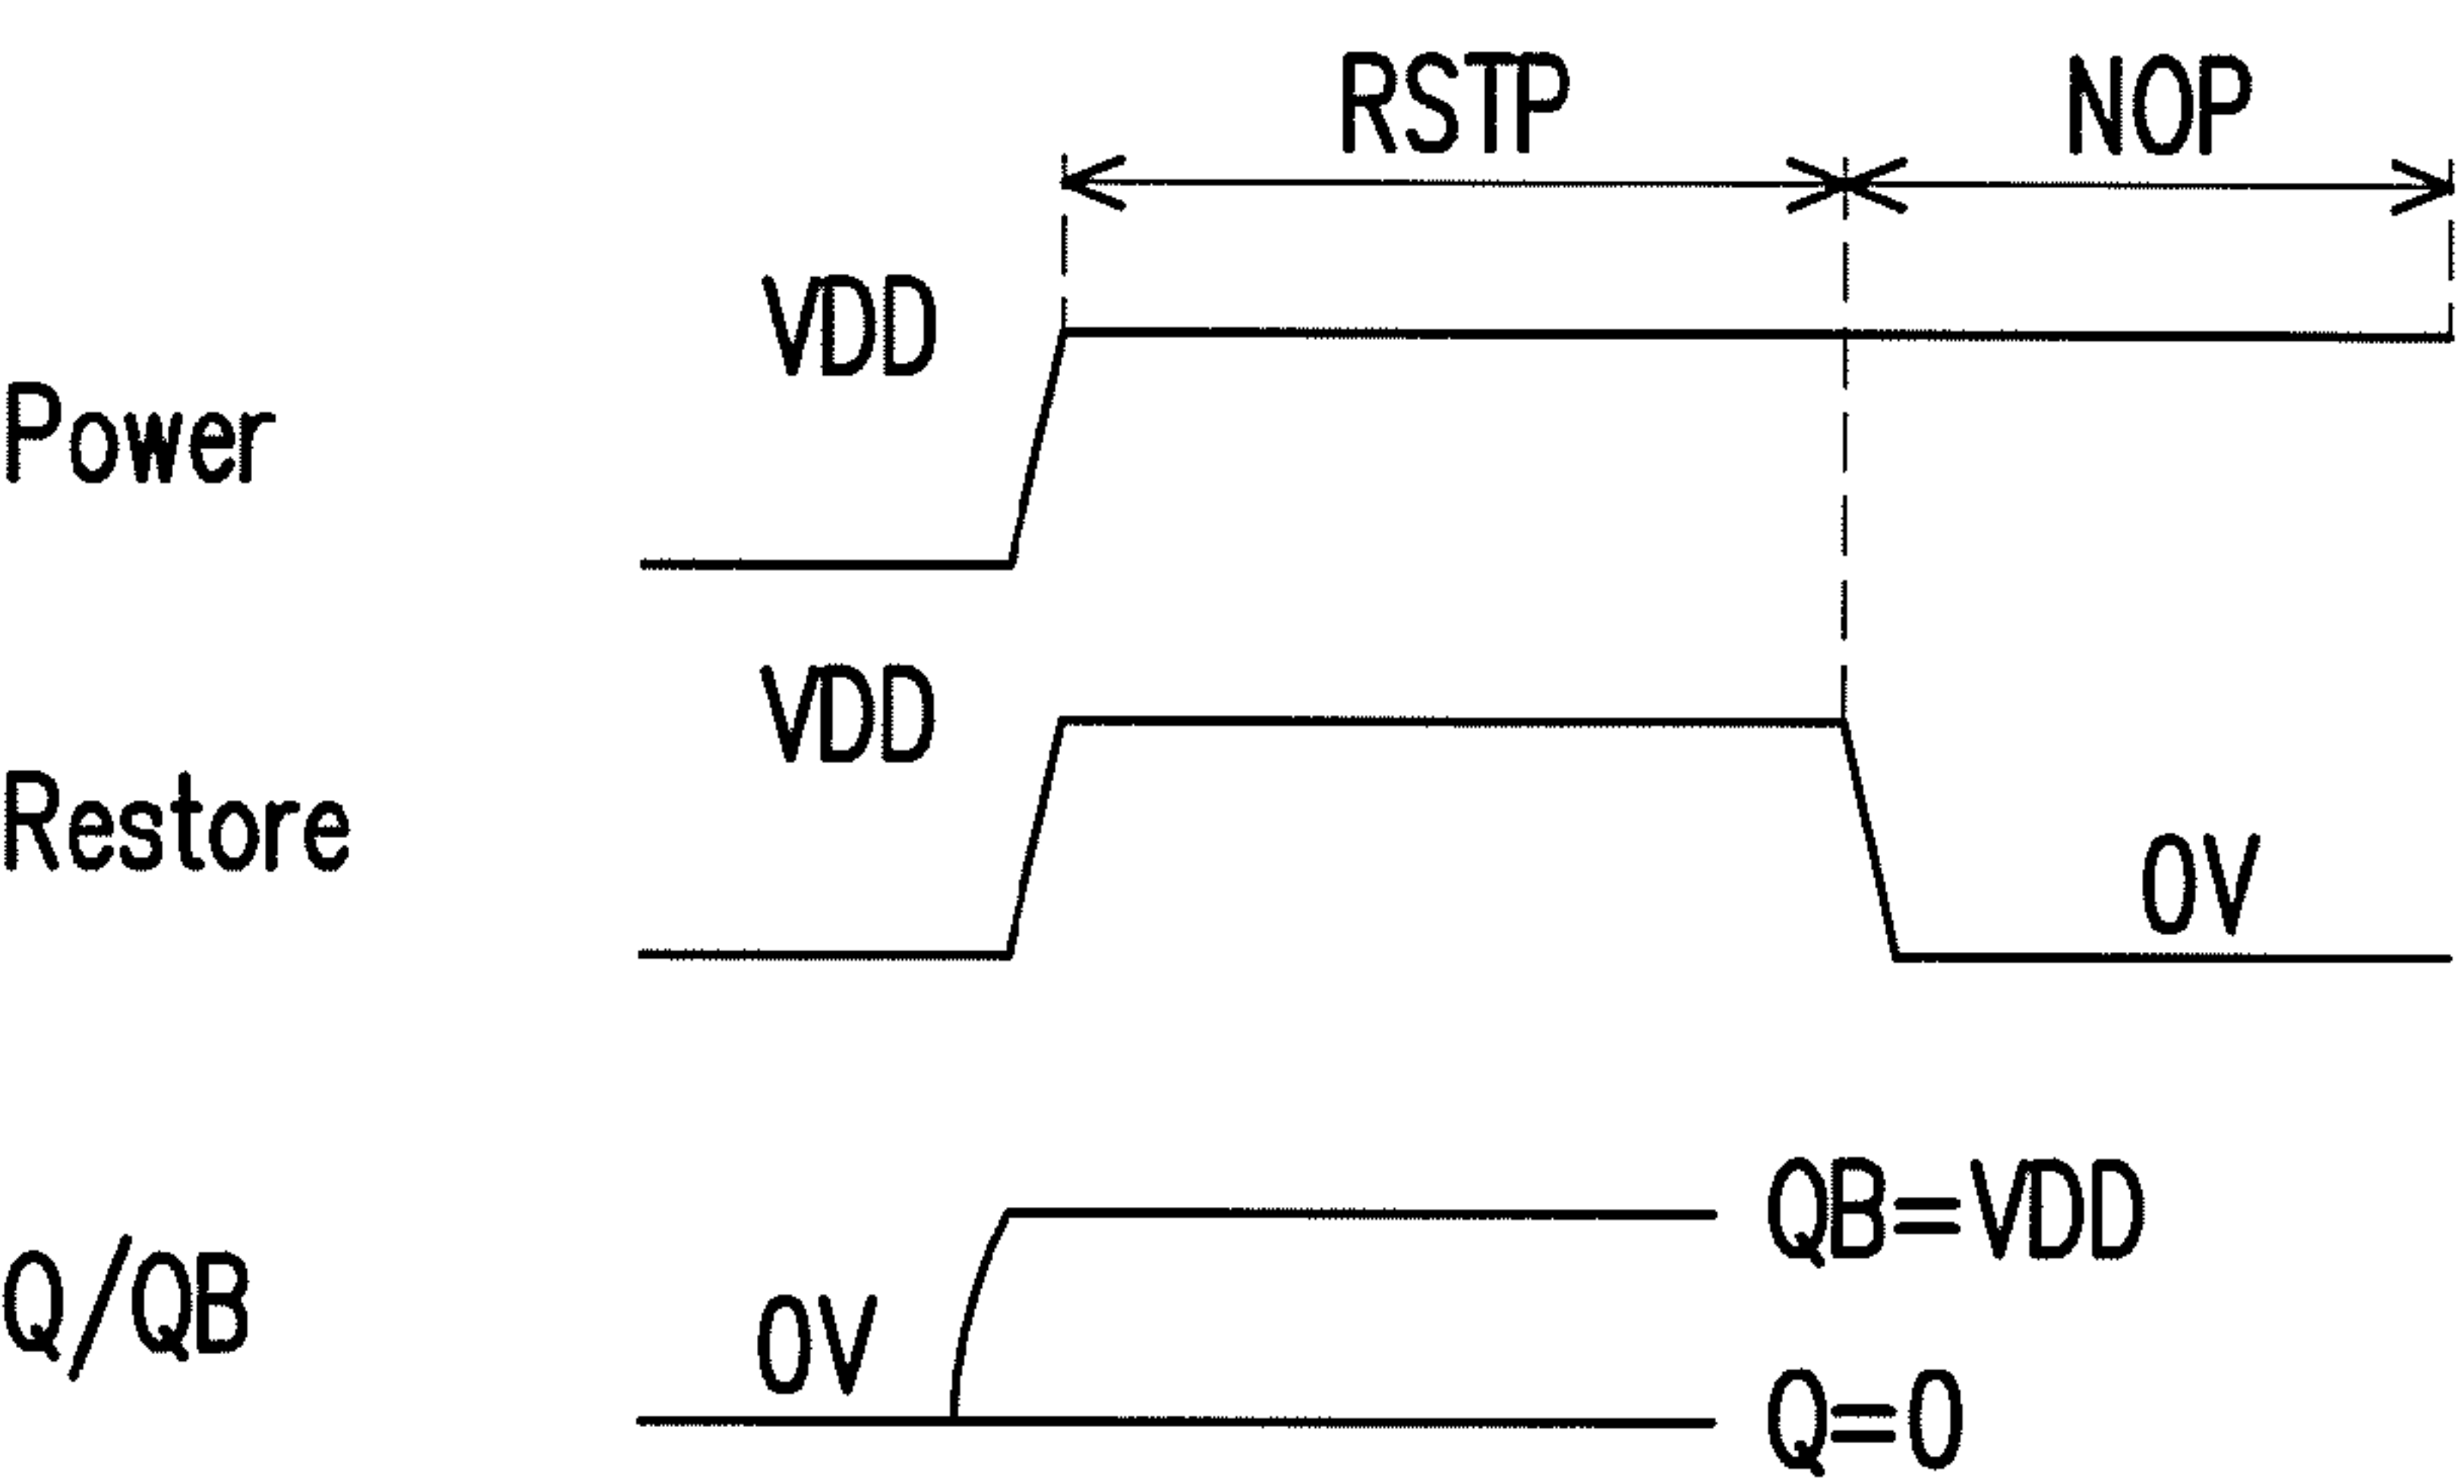 RSTP NOP
VDD
Power
VDD
Restore
0V
QB=VDD
Q/QB
0V
Q=0